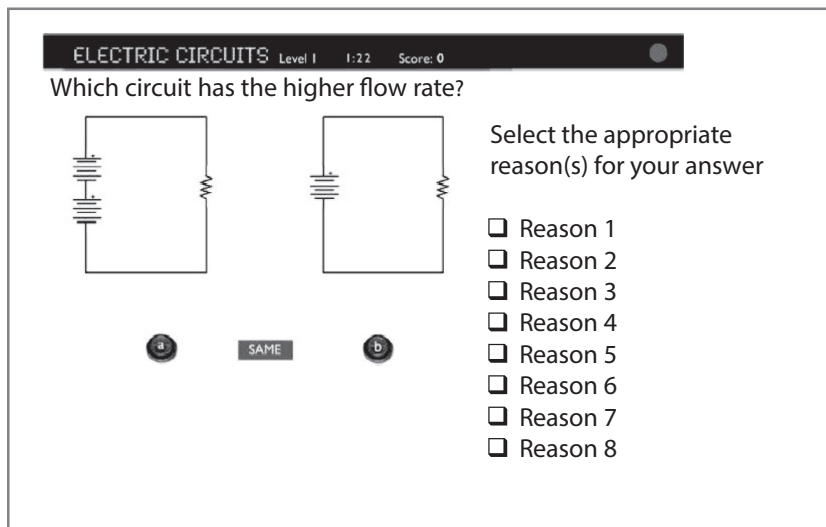 ELECTRIC CIRCUITS Level 1 1:22 Score: 0
Which circuit has the higher flow rate?
Select the appropriate
reason(s) for your answer
Reason 1
Reason 2
Reason 3
Reason 4
Reason 5
Reason 6
Reason 7
Reason 8
a SAME b